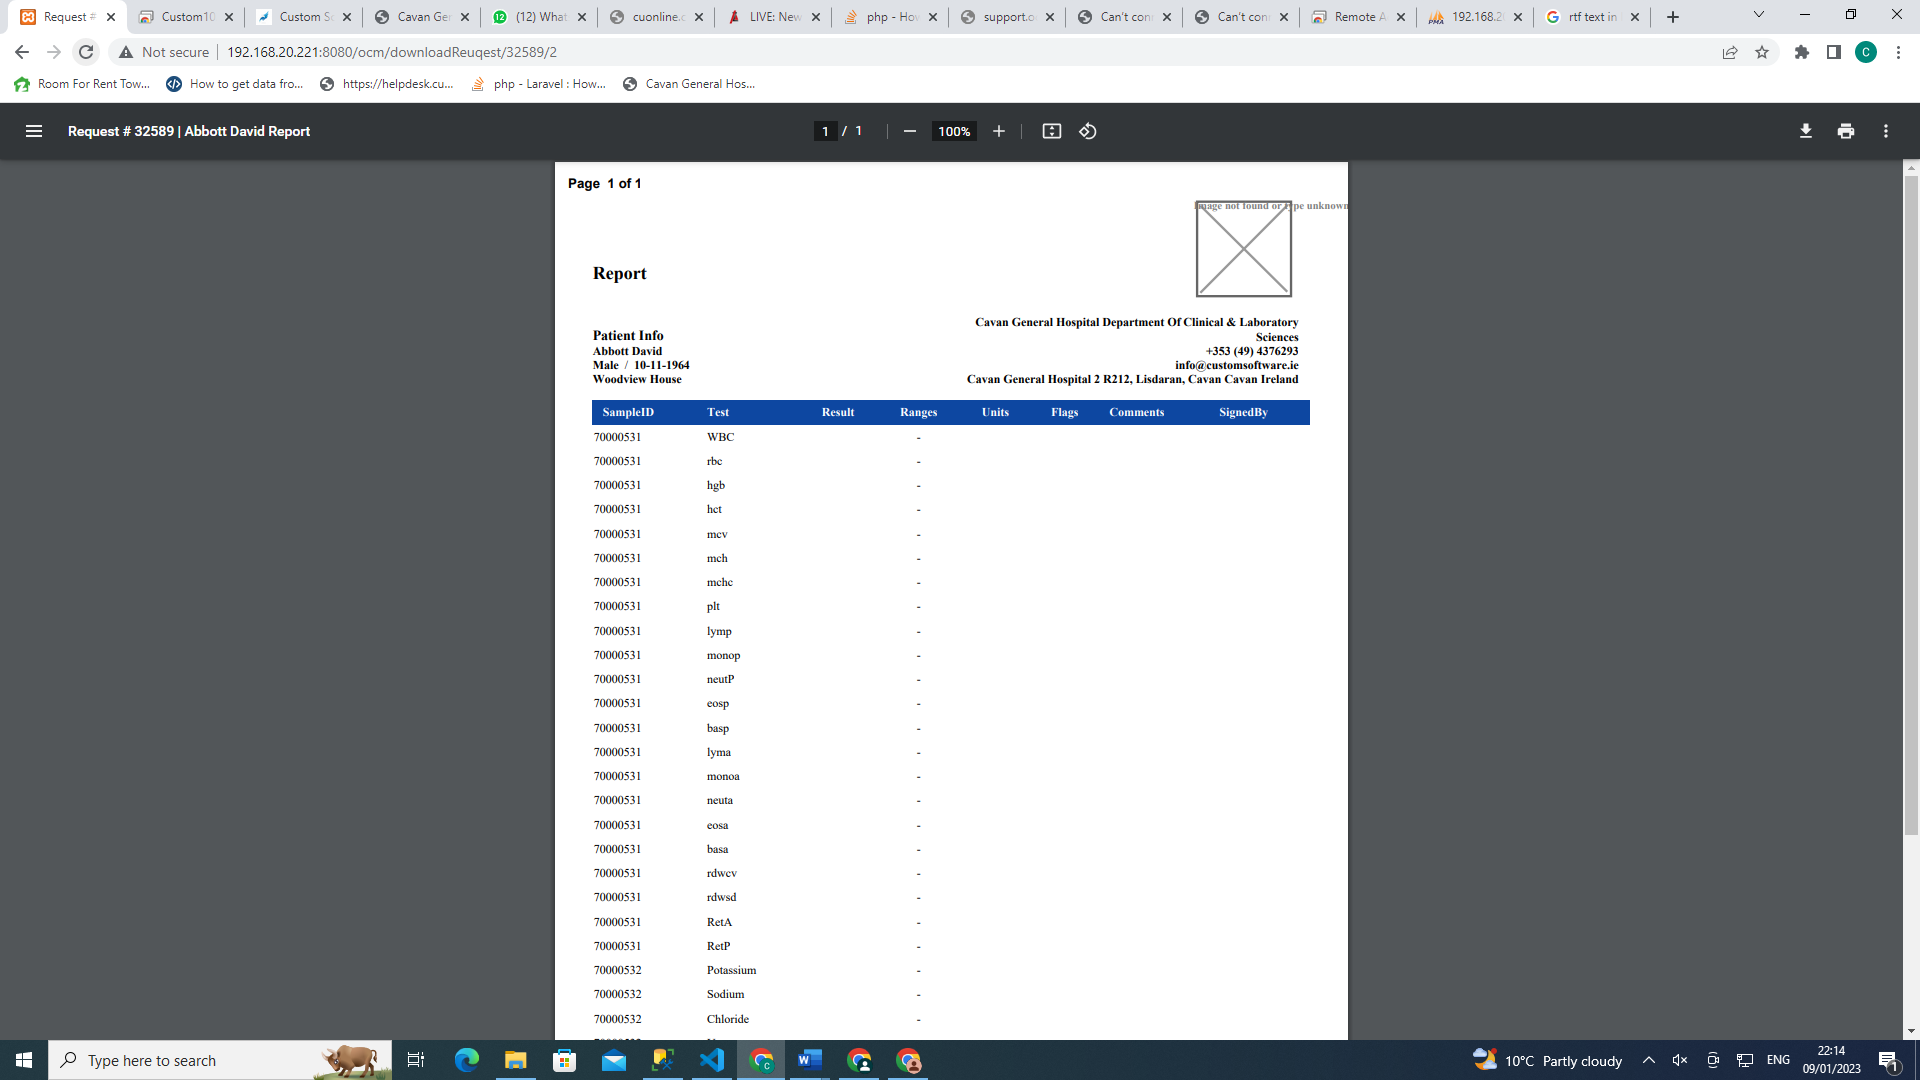 Request #
Custom10
Custom So
Cavan Gen
(12) What
cuonline.c
LIVE: New
php - How
support.o
Can't con
Can't con
Remote A
192.168.20
rtf text in
Not secure
192.168.20.221:8080/ocm/downloadReuqest/32589/2
C
Room For Rent Tow...
How to get data fro...
https://helpdesk.cu...
php - Laravel : How...
Cavan General Hos...
Request # 32589 | Abbott David Report
1 / 1
100%
Page 1 of 1
Image not found or type unknown
Report
Cavan General Hospital Department Of Clinical & Laboratory
Sciences
Patient Info
Abbott David
+353 (49) 4376293
Male / 10-11-1964
info@customsoftware.ie
Woodview House
Cavan General Hospital 2 R212, Lisdaran, Cavan Cavan Ireland
SampleID Test Result Ranges Units Flags Comments SignedBy
70000531 WBC -
70000531 rbc -
70000531 hgb -
70000531 hct -
70000531 mcv -
70000531 mch -
70000531 mchc -
70000531 plt -
70000531 lymp -
70000531 monop -
70000531 neutP -
70000531 eosp -
70000531 basp -
70000531 lyma -
70000531 monoa -
70000531 neuta -
70000531 eosa -
70000531 basa -
70000531 rdwcv -
70000531 rdwsd -
70000531 RetA -
70000531 RetP -
70000532 Potassium -
70000532 Sodium -
70000532 Chloride -
Type here to search
10°C Partly cloudy
ENG
22:14
09/01/2023
1